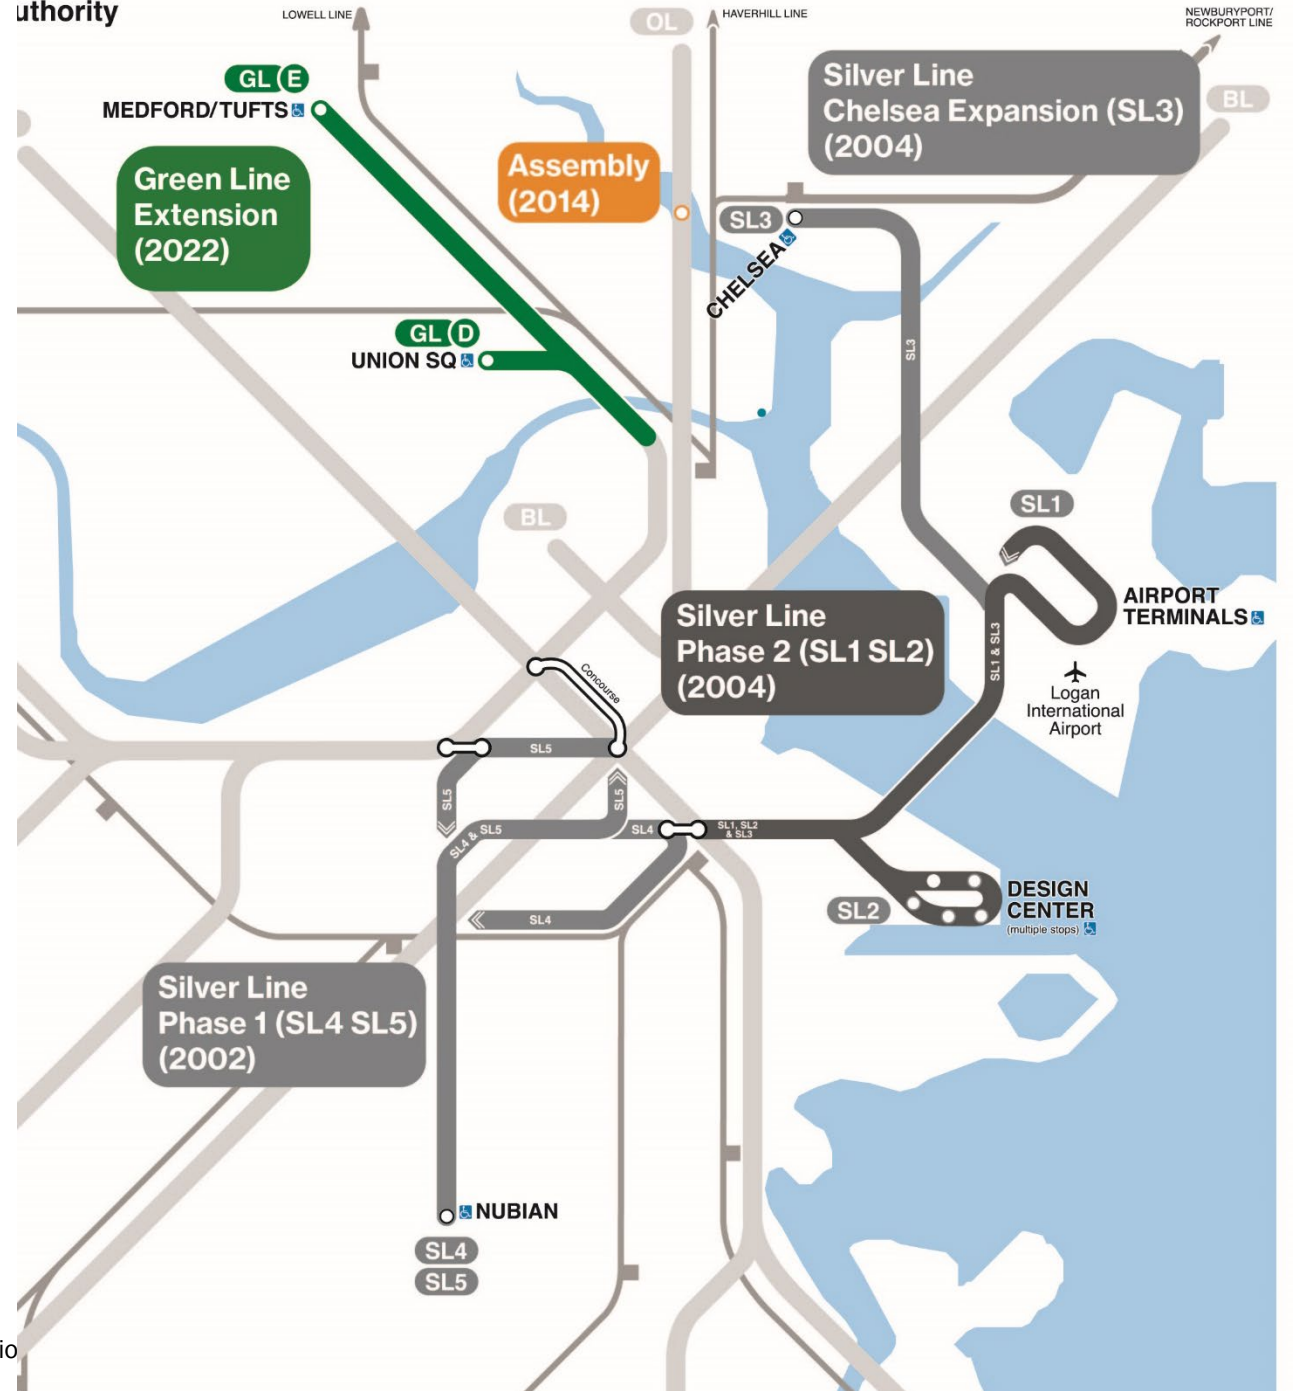 uthority
LOWELL LINE
OL
HAVERHILL LINE
NEWBURYPORT/
ROCKPORT LINE
GL E
MEDFORD/TUFTS
Silver Line
Chelsea Expansion (SL3)
(2004)
BL
Green Line
Extension
(2022)
Assembly
(2014)
SL3
CHELSEA
GL D
UNION SQ
SL3
BL
SL1
AIRPORT
TERMINALS
Silver Line
Phase 2 (SL1 SL2)
(2004)
SL1 & SL3
Logan
International
Airport
Concourse
SL5
SL5
SL5
SL4 & SL5
SL4
SL1, SL2
& SL3
SL2
DESIGN
CENTER
(multiple stops)
SL4
Silver Line
Phase 1 (SL4 SL5)
(2002)
NUBIAN
SL4
SL5
io